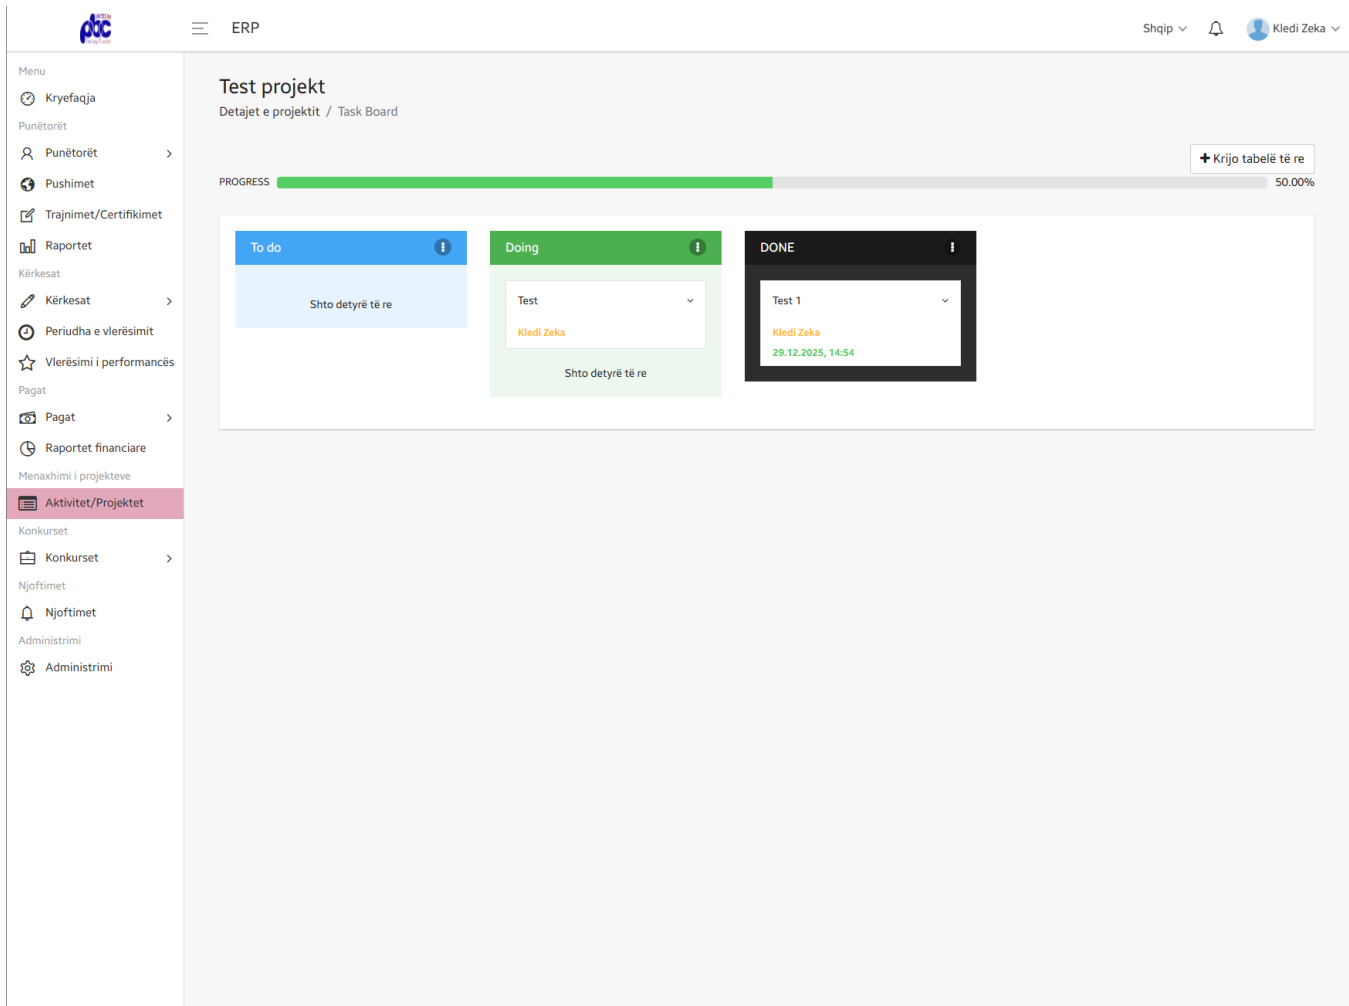 pbc
ERP
Shqip
Kledi Zeka
Menu
Kryefaqja
Punëtorët
Punëtorët
Pushimet
Trajnimet/Certifikimet
Raportet
Kërkesat
Kërkesat
Periudha e vlerësimit
Vlerësimi i performancës
Pagat
Pagat
Raportet financiare
Menaxhimi i projekteve
Aktivitet/Projektet
Konkurset
Konkurset
Njoftimet
Njoftimet
Administrimi
Administrimi
Test projekt
Detajet e projektit / Task Board
+ Krijo tabelë të re
PROGRESS 50.00%
To do
Shto detyrë të re
Doing
Test
Kledi Zeka
Shto detyrë të re
DONE
Test 1
Kledi Zeka
29.12.2025, 14:54